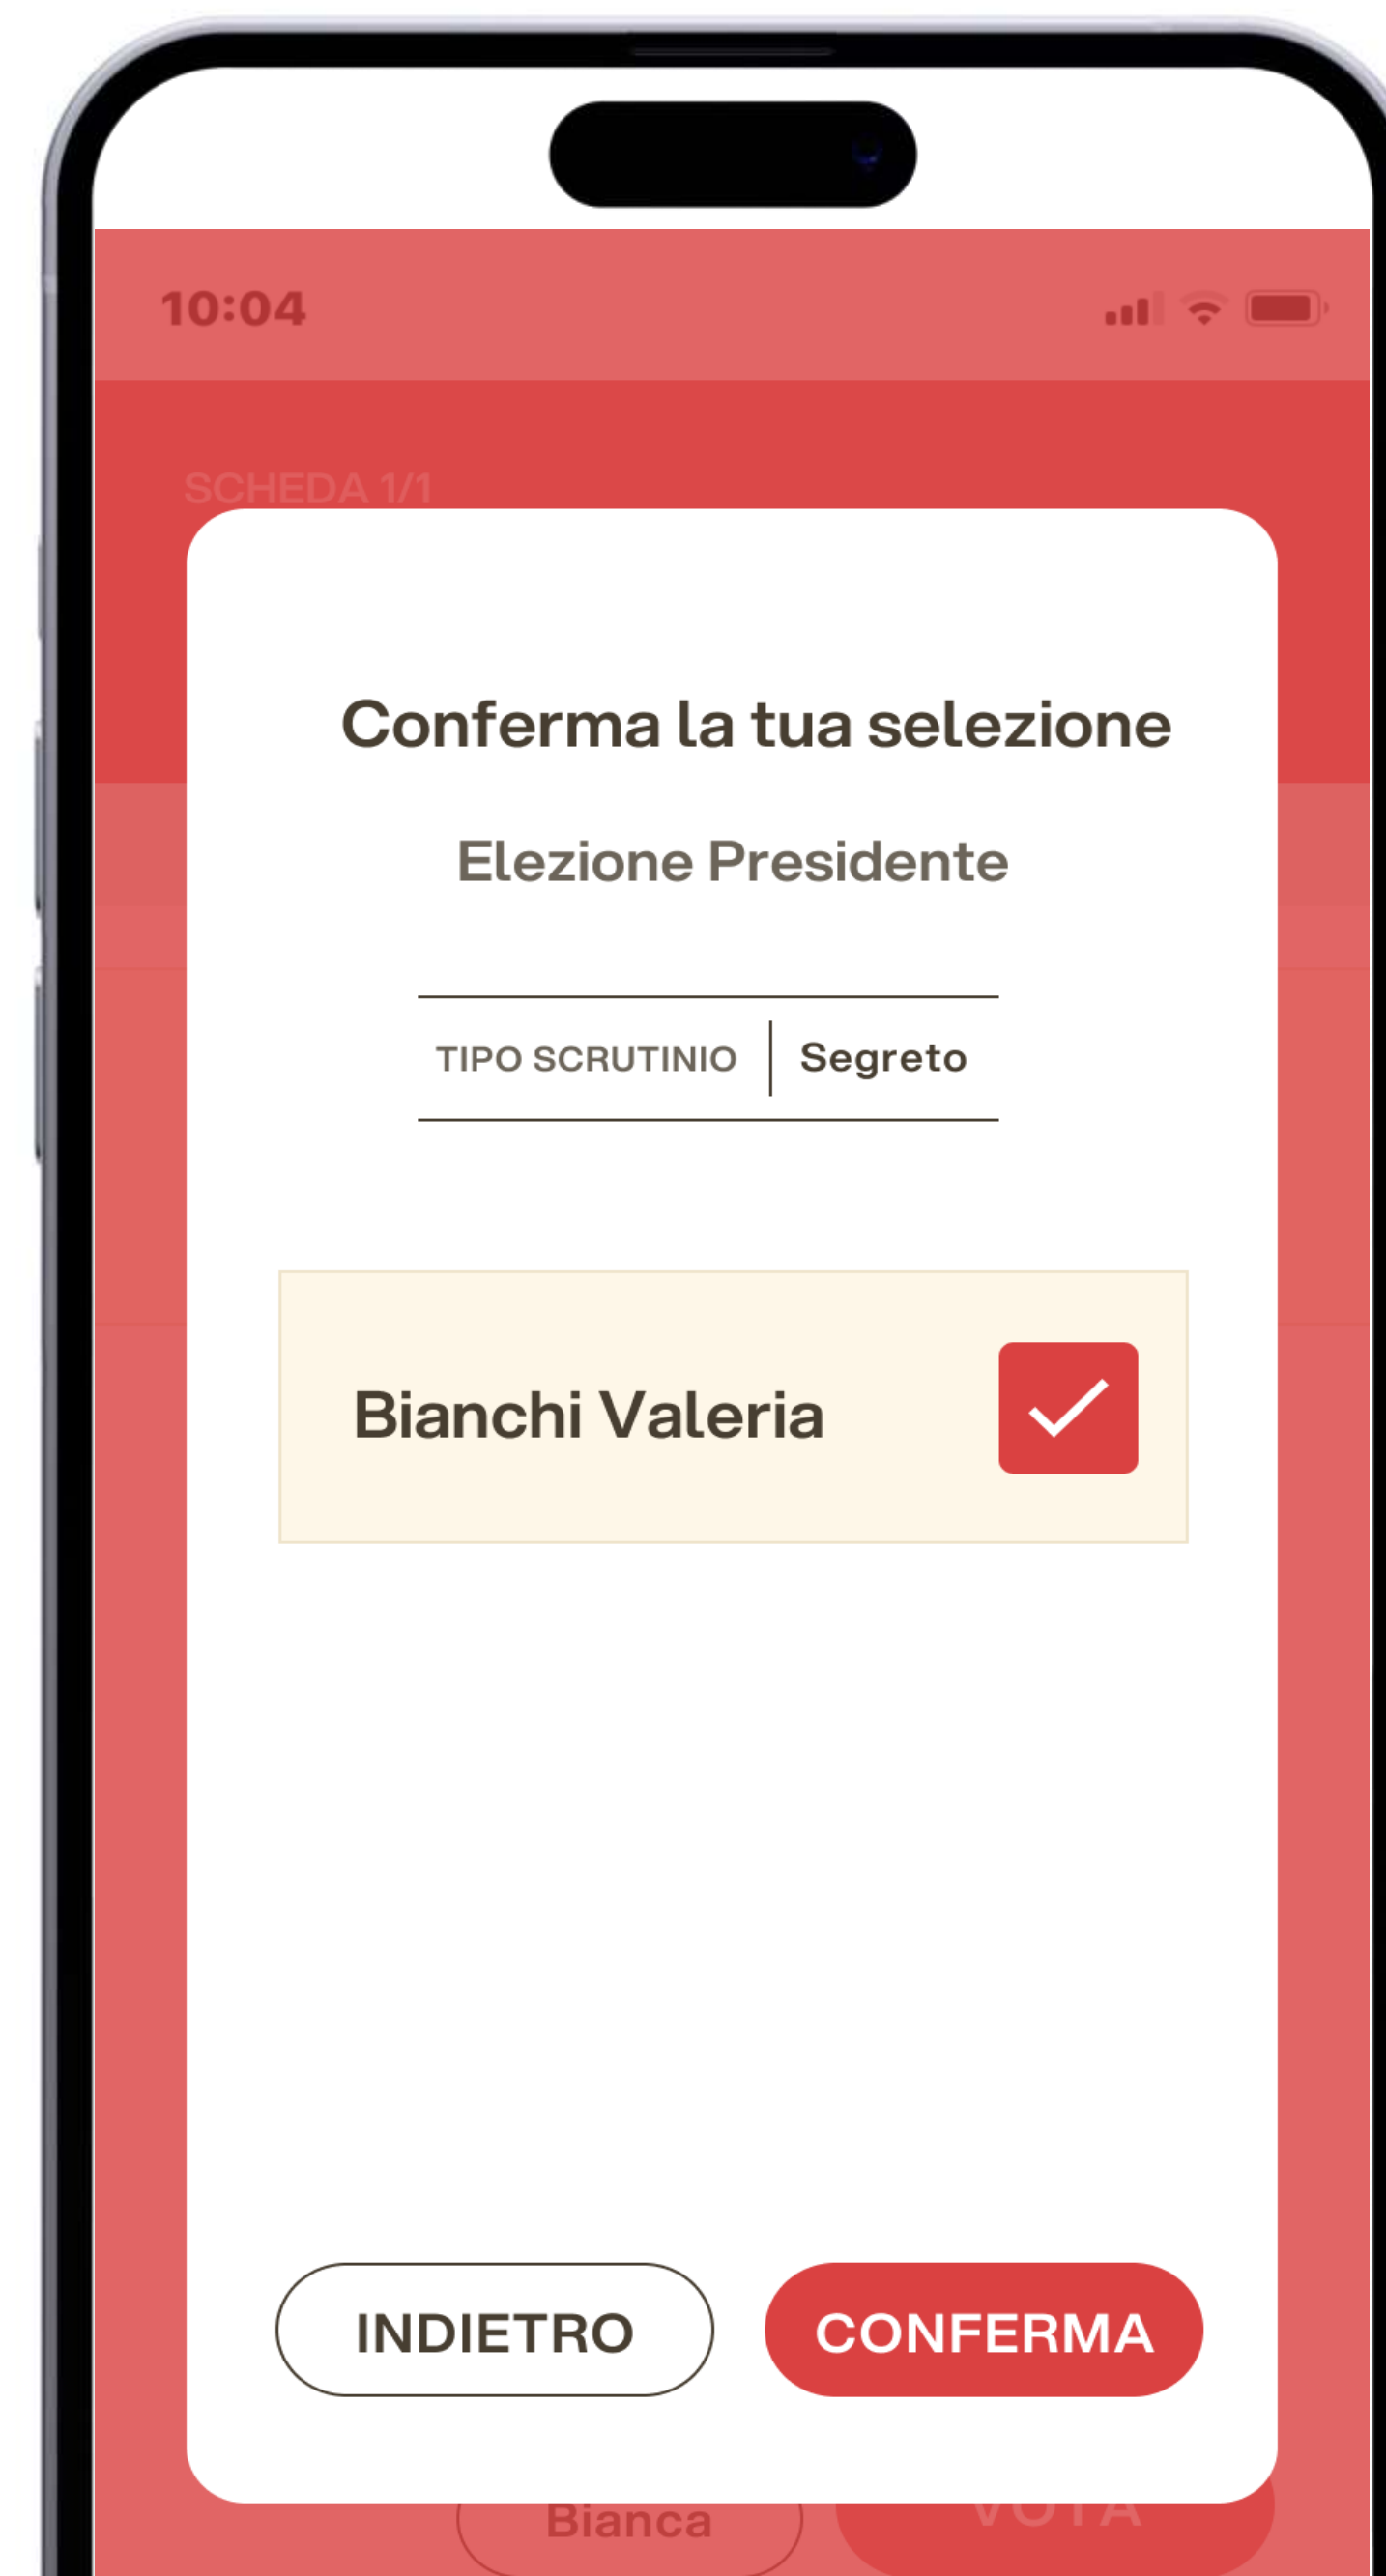 10:04
SCHEDA 1/1
Conferma la tua selezione
Elezione Presidente
TIPO SCRUTINIO Segreto
Bianchi Valeria
INDIETRO CONFERMA
Bianca VOTA